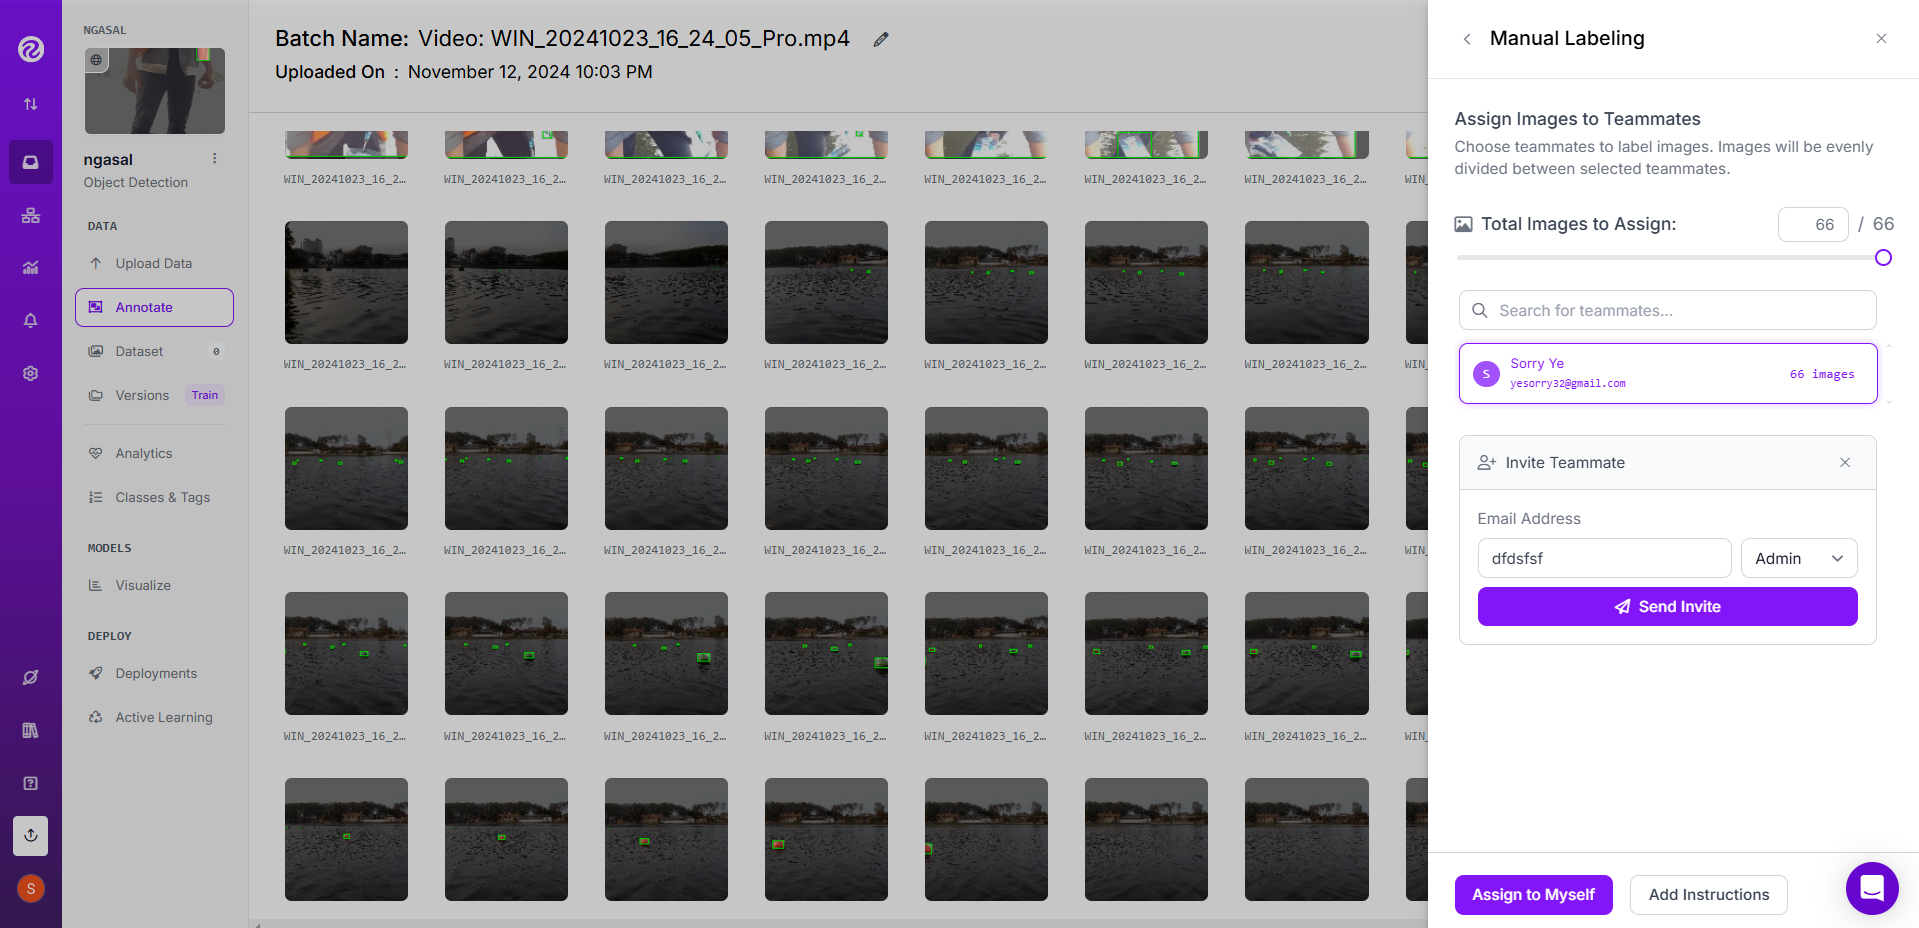 NGASAL
ngasal
Object Detection
DATA
Upload Data
Annotate
Dataset 0
Versions Train
Analytics
Classes & Tags
MODELS
Visualize
DEPLOY
Deployments
Active Learning
S
Batch Name: Video: WIN_20241023_16_24_05_Pro.mp4
Uploaded On : November 12, 2024 10:03 PM
WIN_20241023_16_2… WIN_20241023_16_2… WIN_20241023_16_2… WIN_20241023_16_2… WIN_20241023_16_2… WIN_20241023_16_2… WIN_20241023_16_2… WIN
WIN_20241023_16_2… WIN_20241023_16_2… WIN_20241023_16_2… WIN_20241023_16_2… WIN_20241023_16_2… WIN_20241023_16_2… WIN_20241023_16_2… WIN
WIN_20241023_16_2… WIN_20241023_16_2… WIN_20241023_16_2… WIN_20241023_16_2… WIN_20241023_16_2… WIN_20241023_16_2… WIN_20241023_16_2… WIN
WIN_20241023_16_2… WIN_20241023_16_2… WIN_20241023_16_2… WIN_20241023_16_2… WIN_20241023_16_2… WIN_20241023_16_2… WIN_20241023_16_2… WIN
Manual Labeling
Assign Images to Teammates
Choose teammates to label images. Images will be evenly
divided between selected teammates.
Total Images to Assign: 66 / 66
Search for teammates...
S
Sorry Ye
yesorry32@gmail.com
66 images
Invite Teammate
Email Address
dfdsfsf Admin
Send Invite
Assign to Myself Add Instructions